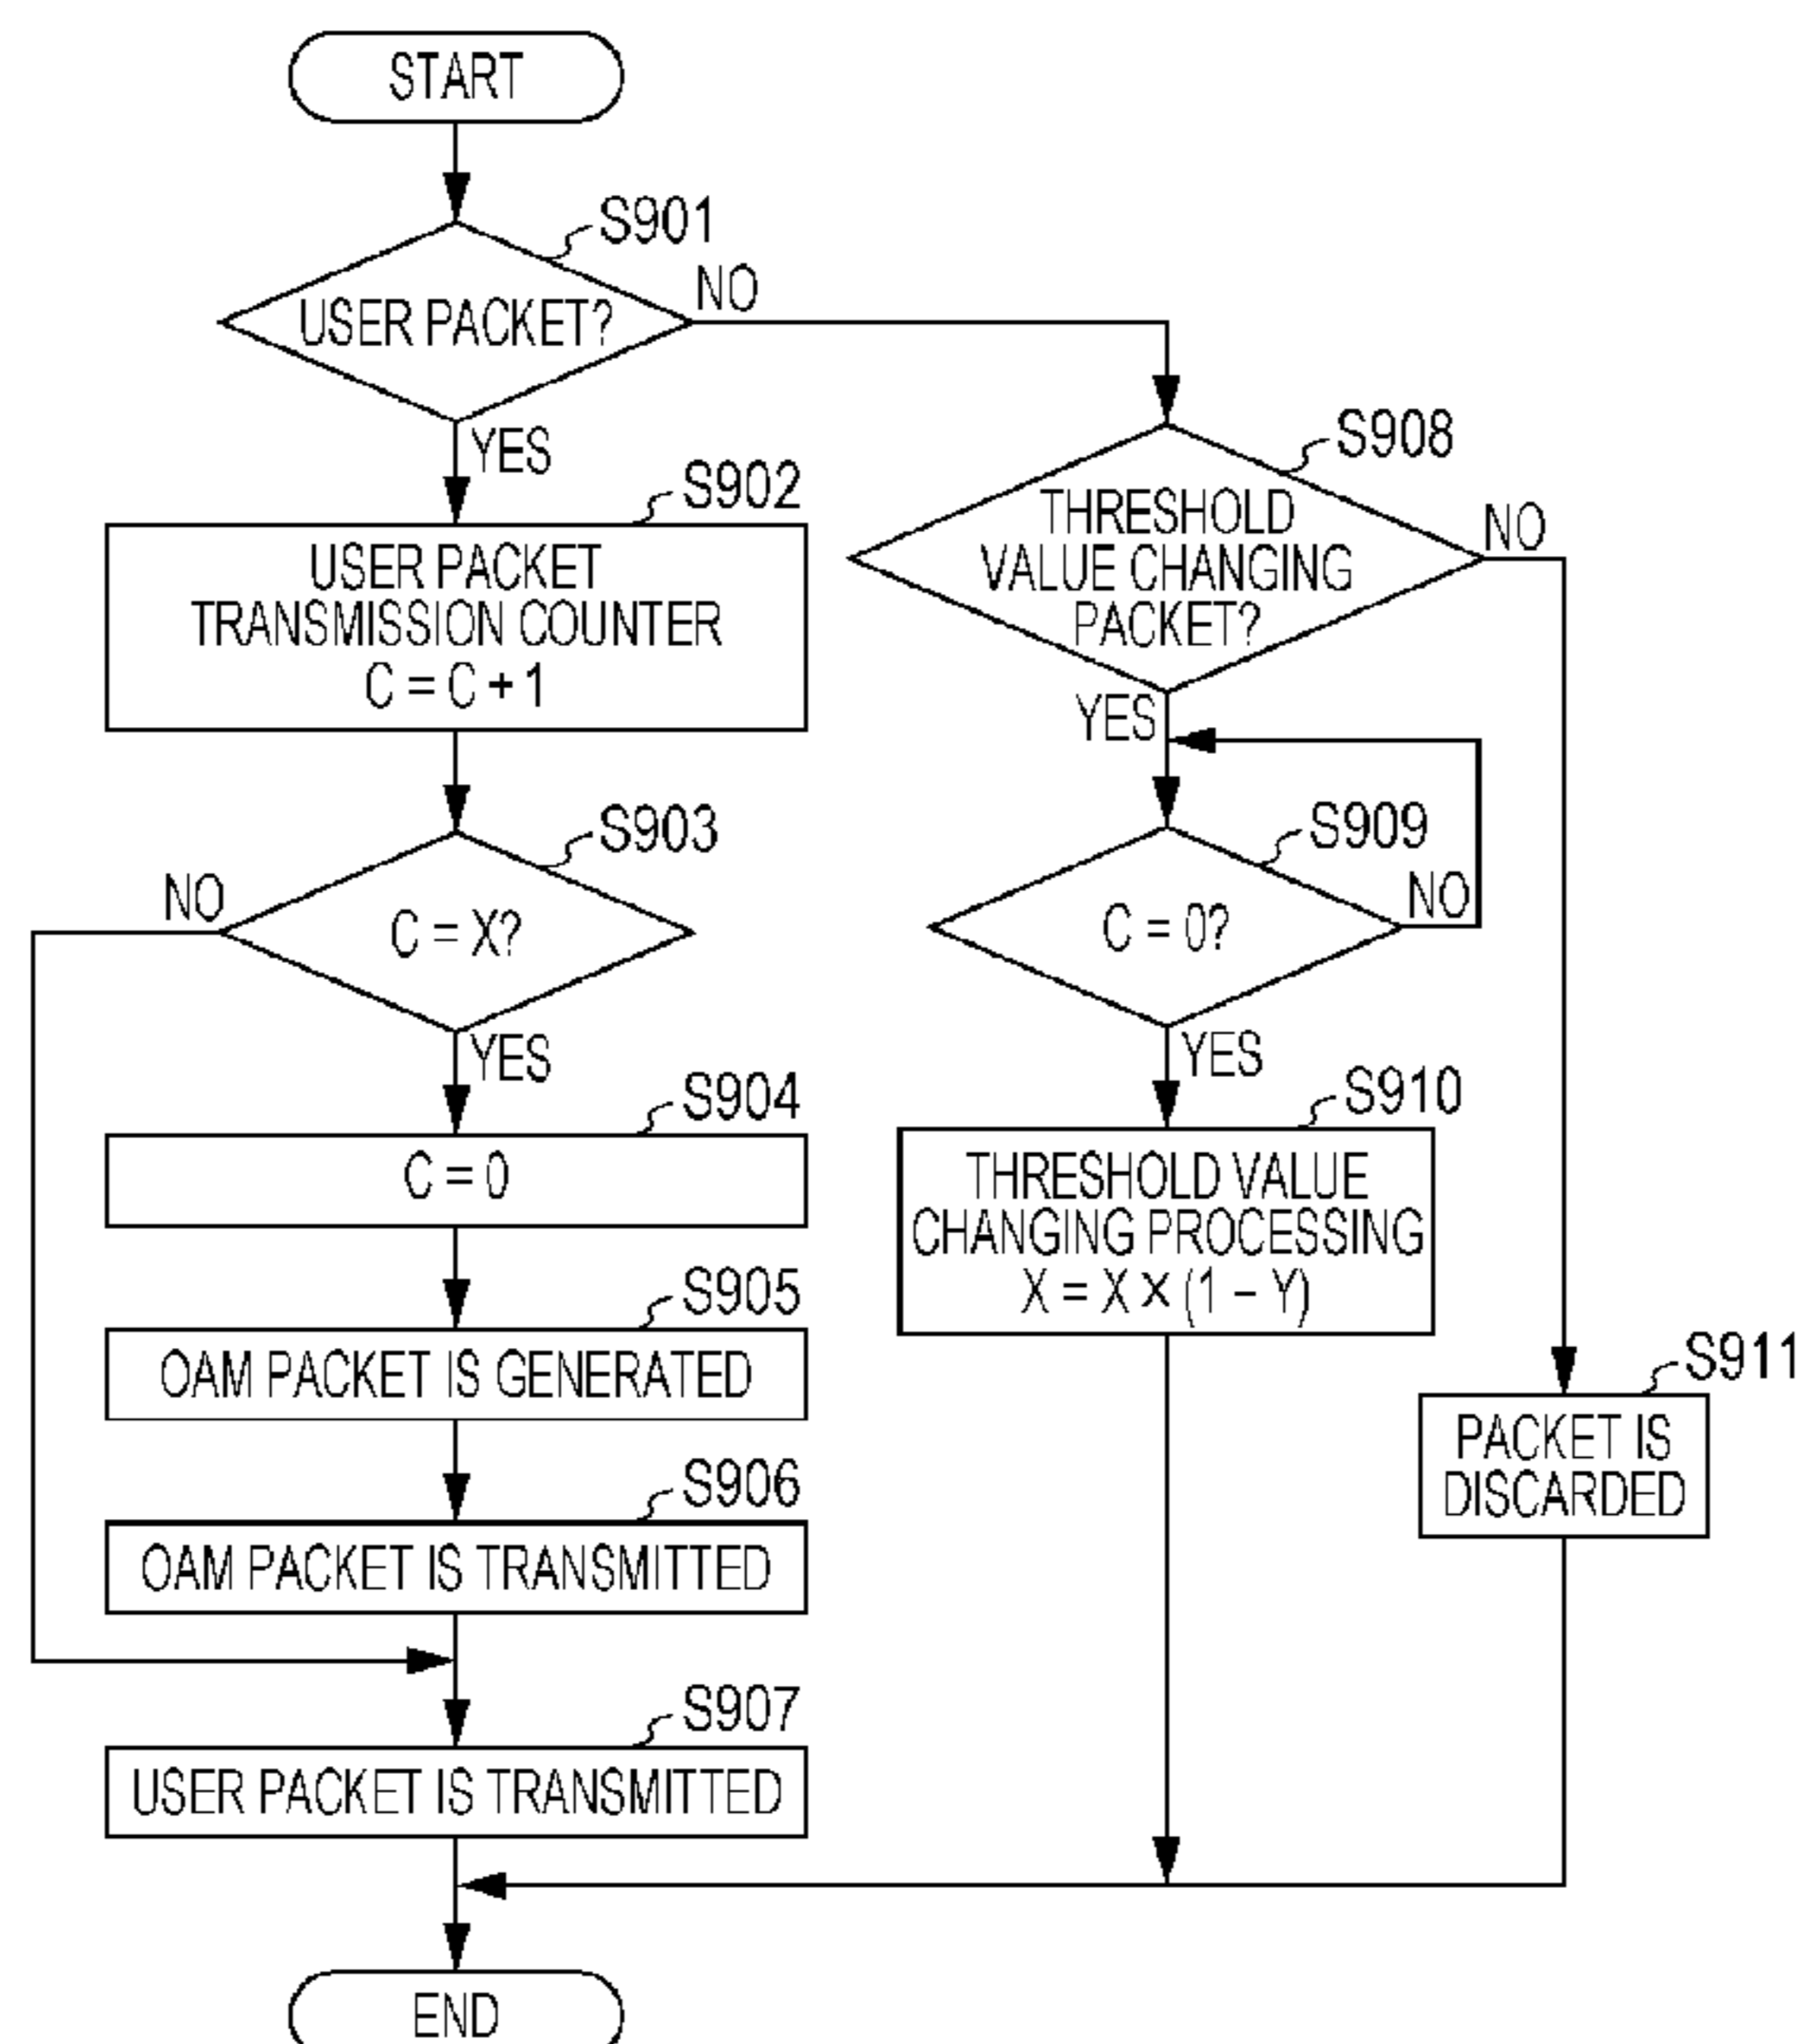 START
S901
USER PACKET?
NO
YES
S902
USER PACKET
TRANSMISSION COUNTER
C = C + 1
S903
C = X?
NO
YES
S904
C = 0
S905
OAM PACKET IS GENERATED
S906
OAM PACKET IS TRANSMITTED
S907
USER PACKET IS TRANSMITTED
S908
THRESHOLD
VALUE CHANGING
PACKET?
NO
YES
S909
C = 0?
NO
YES
S910
THRESHOLD VALUE
CHANGING PROCESSING
X = X × (1 – Y)
S911
PACKET IS
DISCARDED
END